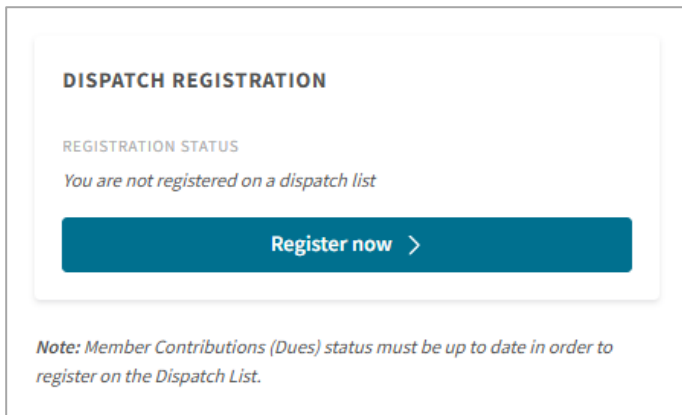 DISPATCH REGISTRATION
REGISTRATION STATUS
You are not registered on a dispatch list
Register now
Note: Member Contributions (Dues) status must be up to date in order to
register on the Dispatch List.